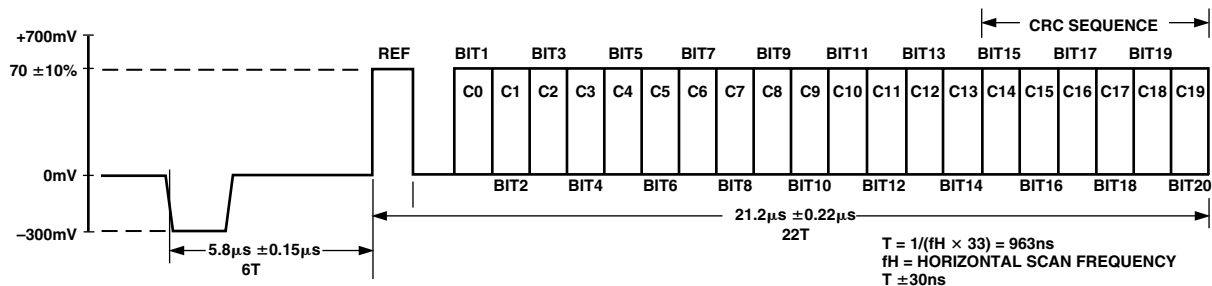 CRC SEQUENCE
+700mV
REF BIT1 BIT3 BIT5 BIT7 BIT9 BIT11 BIT13 BIT15 BIT17 BIT19
70 ±10%
C0 C1 C2 C3 C4 C5 C6 C7 C8 C9 C10 C11 C12 C13 C14 C15 C16 C17 C18 C19
0mV
BIT2 BIT4 BIT6 BIT8 BIT10 BIT12 BIT14 BIT16 BIT18 BIT20
–300mV
21.2µs ±0.22µs
22T
5.8µs ±0.15µs
6T
T = 1/(fH × 33) = 963ns
fH = HORIZONTAL SCAN FREQUENCY
T ±30ns